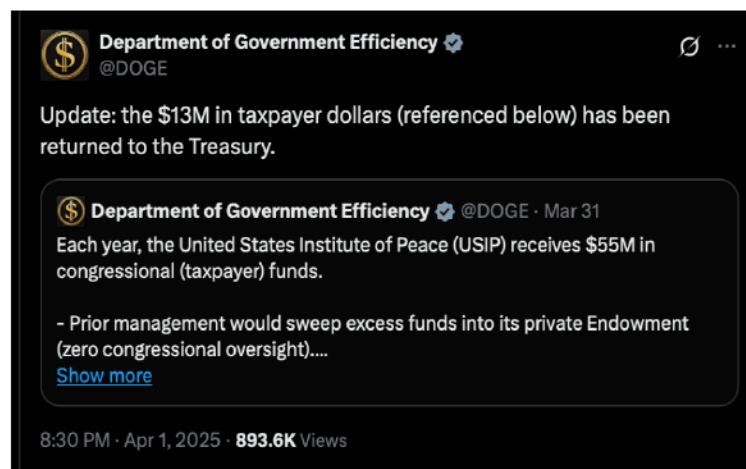 Department of Government Efficiency
@DOGE
Update: the $13M in taxpayer dollars (referenced below) has been
returned to the Treasury.
Department of Government Efficiency @DOGE · Mar 31
Each year, the United States Institute of Peace (USIP) receives $55M in
congressional (taxpayer) funds.
- Prior management would sweep excess funds into its private Endowment
(zero congressional oversight)....
Show more
8:30 PM · Apr 1, 2025 · 893.6K Views